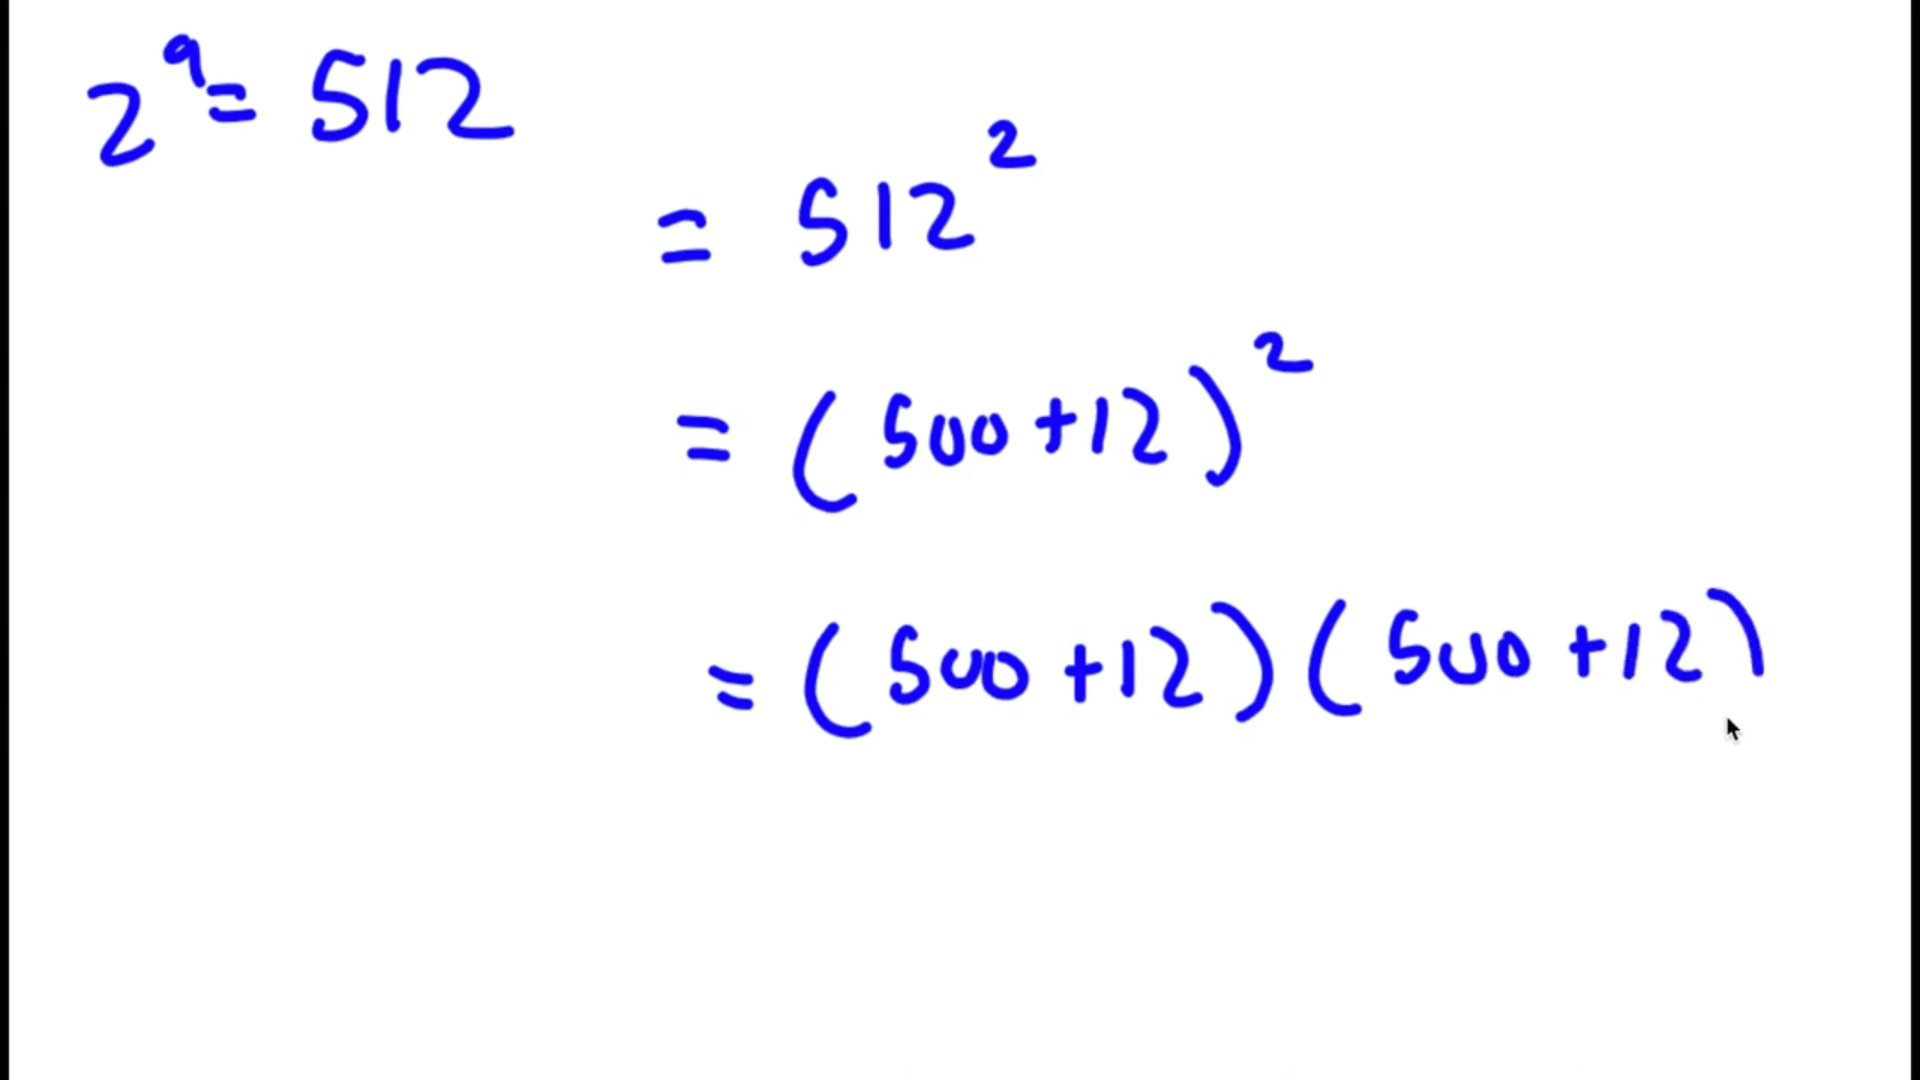 2⁹ = 512
= 512²
= (500 + 12)²
= (500 + 12)(500 + 12)